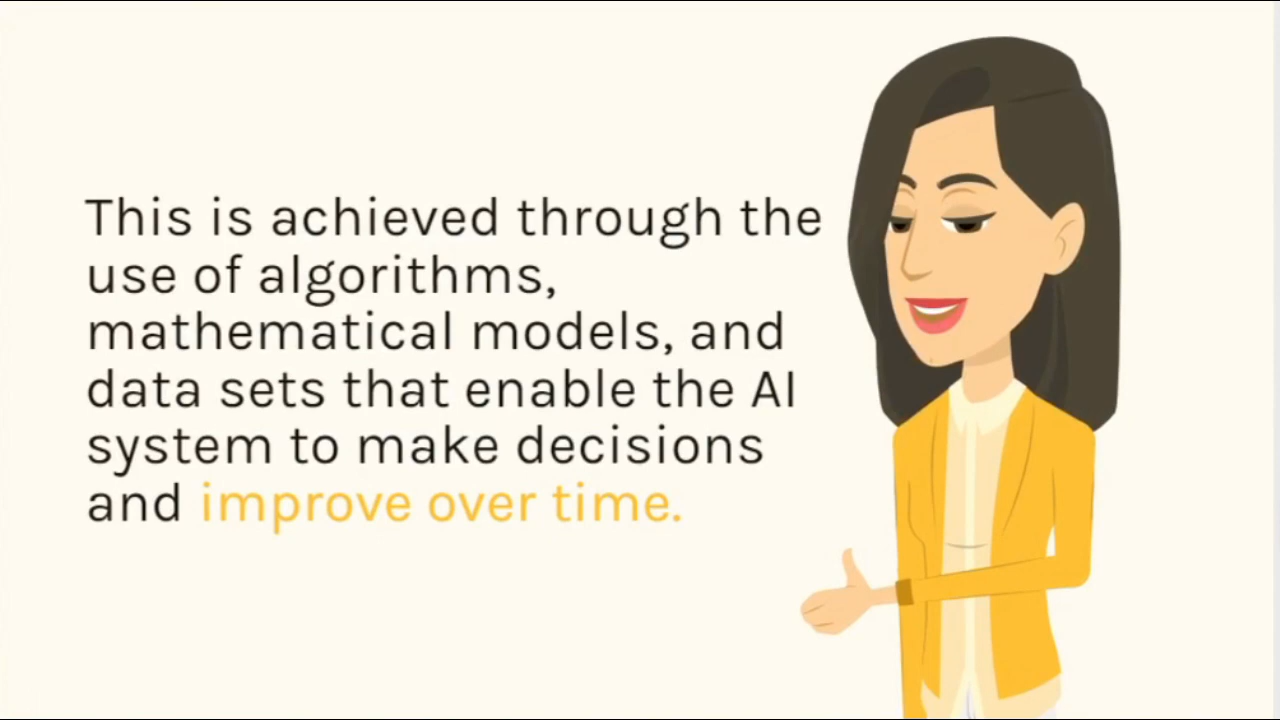 This is achieved through the
use of algorithms,
mathematical models, and
data sets that enable the AI
system to make decisions
and improve over time.